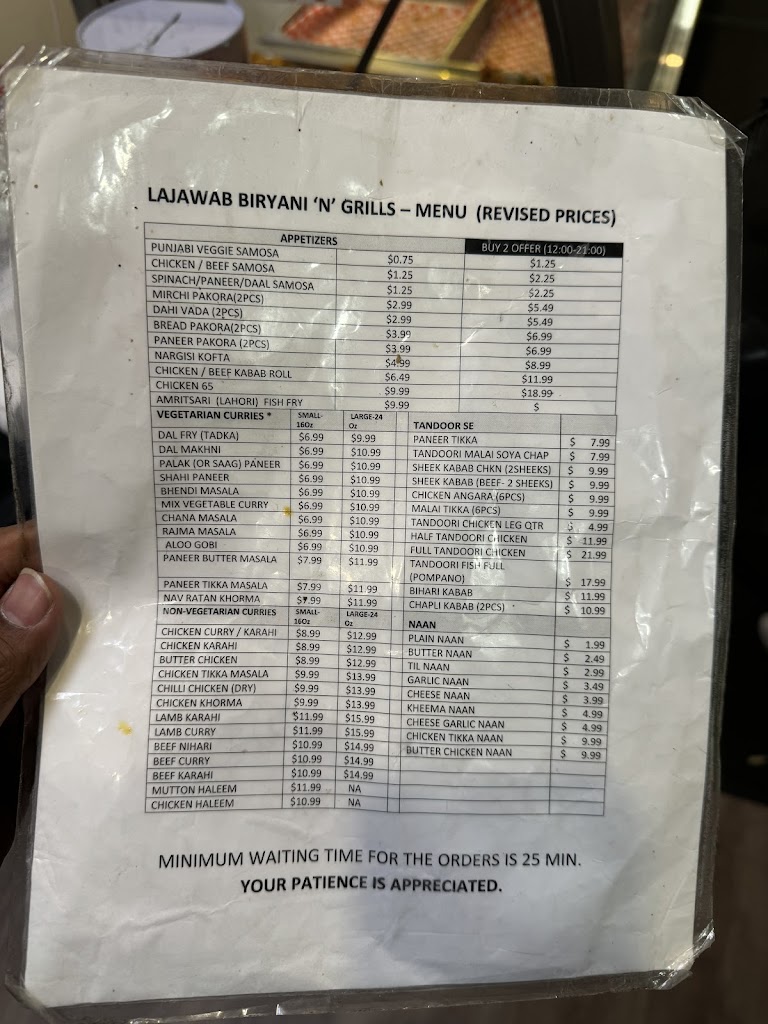 LAJAWAB BIRYANI 'N' GRILLS – MENU (REVISED PRICES)
APPETIZERS BUY 2 OFFER (12:00-21:00)
PUNJABI VEGGIE SAMOSA $0.75 $1.25
CHICKEN / BEEF SAMOSA $1.25 $2.25
SPINACH/PANEER/DAAL SAMOSA $1.25 $2.25
MIRCHI PAKORA(2PCS) $2.99 $5.49
DAHI VADA (2PCS) $2.99 $5.49
BREAD PAKORA(2PCS) $3.99 $6.99
PANEER PAKORA (2PCS) $3.99 $6.99
NARGISI KOFTA $4.99 $8.99
CHICKEN / BEEF KABAB ROLL $6.49 $11.99
CHICKEN 65 $9.99 $18.99
AMRITSARI (LAHORI) FISH FRY $9.99 $
VEGETARIAN CURRIES * SMALL-16Oz LARGE-24 Oz
DAL FRY (TADKA) $6.99 $9.99
DAL MAKHNI $6.99 $10.99
PALAK (OR SAAG) PANEER $6.99 $10.99
SHAHI PANEER $6.99 $10.99
BHENDI MASALA $6.99 $10.99
MIX VEGETABLE CURRY $6.99 $10.99
CHANA MASALA $6.99 $10.99
RAJMA MASALA $6.99 $10.99
ALOO GOBI $6.99 $10.99
PANEER BUTTER MASALA $7.99 $11.99
PANEER TIKKA MASALA $7.99 $11.99
NAV RATAN KHORMA $7.99 $11.99
NON-VEGETARIAN CURRIES SMALL-16Oz LARGE-24 Oz
CHICKEN CURRY / KARAHI $8.99 $12.99
CHICKEN KARAHI $8.99 $12.99
BUTTER CHICKEN $8.99 $12.99
CHICKEN TIKKA MASALA $9.99 $13.99
CHILLI CHICKEN (DRY) $9.99 $13.99
CHICKEN KHORMA $9.99 $13.99
LAMB KARAHI $11.99 $15.99
LAMB CURRY $11.99 $15.99
BEEF NIHARI $10.99 $14.99
BEEF CURRY $10.99 $14.99
BEEF KARAHI $10.99 $14.99
MUTTON HALEEM $11.99 NA
CHICKEN HALEEM $10.99 NA
TANDOOR SE
PANEER TIKKA $ 7.99
TANDOORI MALAI SOYA CHAP $ 7.99
SHEEK KABAB CHKN (2SHEEKS) $ 9.99
SHEEK KABAB (BEEF- 2 SHEEKS) $ 9.99
CHICKEN ANGARA (6PCS) $ 9.99
MALAI TIKKA (6PCS) $ 9.99
TANDOORI CHICKEN LEG QTR $ 4.99
HALF TANDOORI CHICKEN $ 11.99
FULL TANDOORI CHICKEN $ 21.99
TANDOORI FISH FULL
(POMPANO) $ 17.99
BIHARI KABAB $ 11.99
CHAPLI KABAB (2PCS) $ 10.99
NAAN
PLAIN NAAN $ 1.99
BUTTER NAAN $ 2.49
TIL NAAN $ 2.99
GARLIC NAAN $ 3.49
CHEESE NAAN $ 3.99
KHEEMA NAAN $ 4.99
CHEESE GARLIC NAAN $ 4.99
CHICKEN TIKKA NAAN $ 9.99
BUTTER CHICKEN NAAN $ 9.99
MINIMUM WAITING TIME FOR THE ORDERS IS 25 MIN.
YOUR PATIENCE IS APPRECIATED.